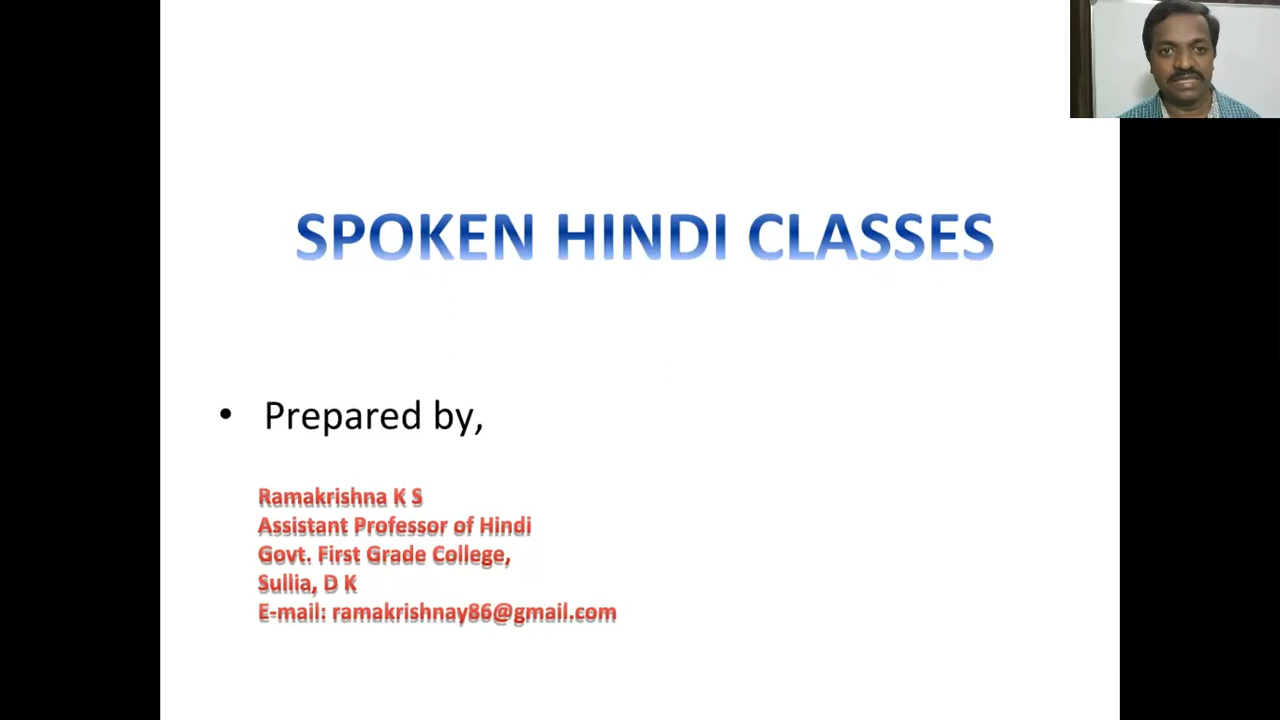 SPOKEN HINDI CLASSES
• Prepared by,
Ramakrishna K S
Assistant Professor of Hindi
Govt. First Grade College,
Sullia, D K
E-mail: ramakrishnay86@gmail.com